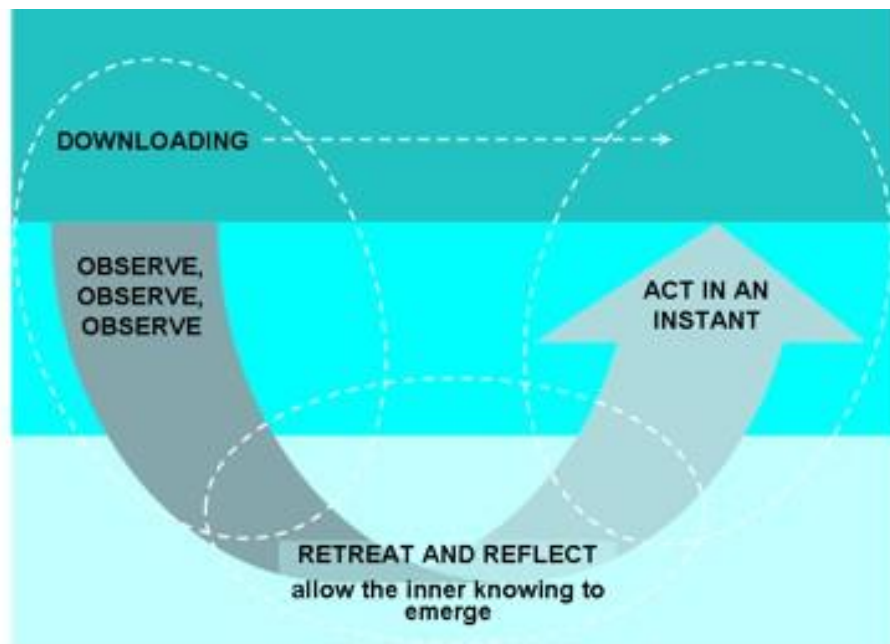 DOWNLOADING
OBSERVE,
OBSERVE,
OBSERVE
ACT IN AN
INSTANT
RETREAT AND REFLECT
allow the inner knowing to
emerge